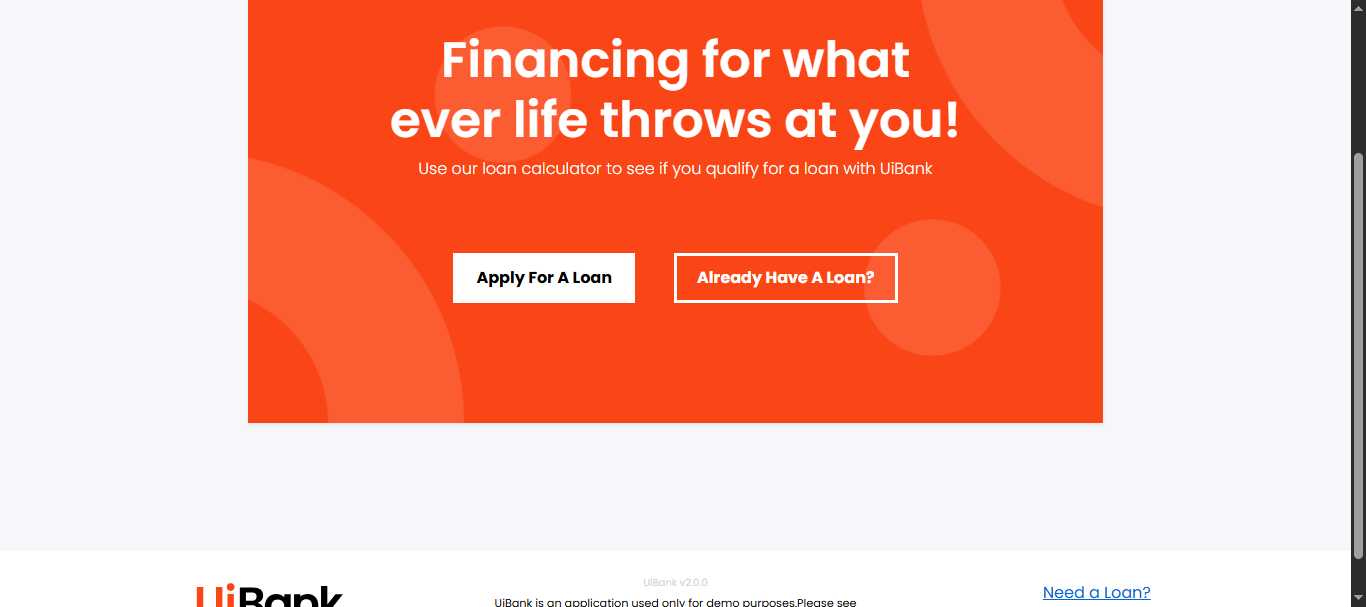 Financing for what
ever life throws at you!
Use our loan calculator to see if you qualify for a loan with UiBank
Apply For A Loan
Already Have A Loan?
UiBank
UiBank v2.0.0
UiBank is an application used only for demo purposes.Please see
Need a Loan?